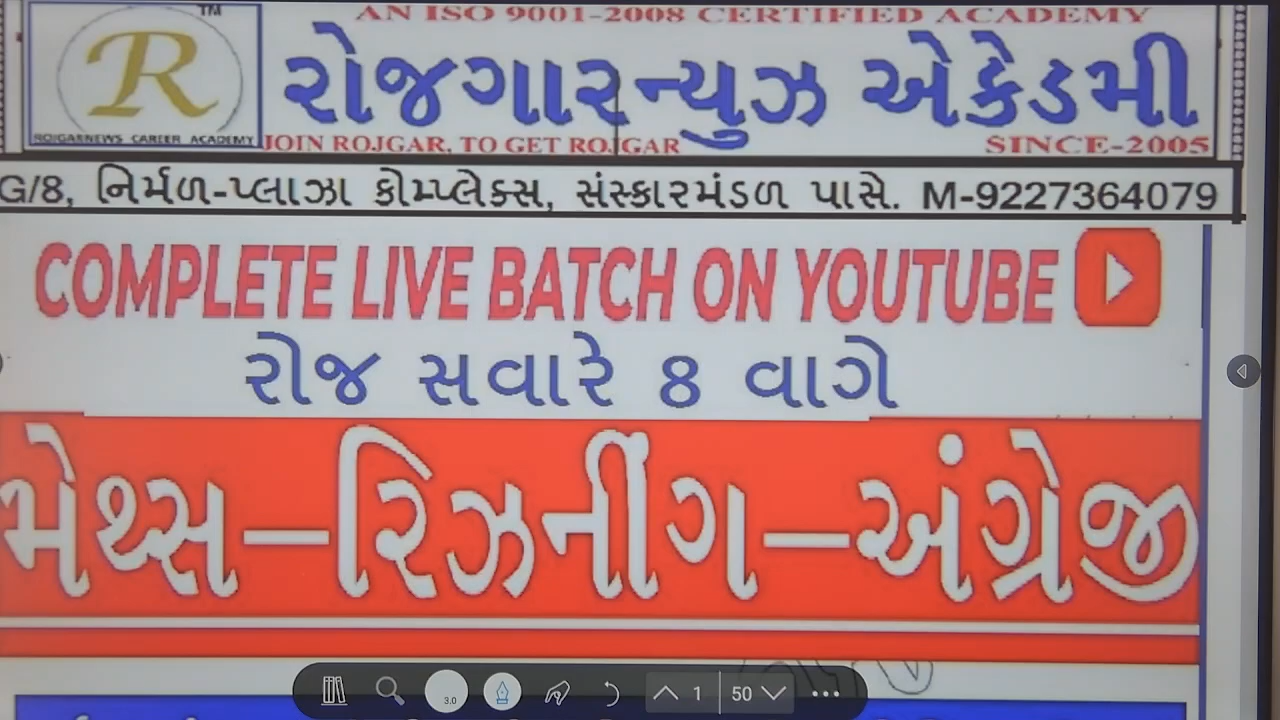 TM
AN ISO 9001-2008 CERTIFIED ACADEMY
R
રોજગારન્યુઝ એકેડમી
ROJGARNEWS CAREER ACADEMY
JOIN ROJGAR, TO GET ROJGAR
SINCE-2005
G/8, નિર્મળ-પ્લાઝા કોમ્પ્લેક્સ, સંસ્કારમંડળ પાસે. M-9227364079
COMPLETE LIVE BATCH ON YOUTUBE
રોજ સવારે 8 વાગે
મેથ્સ–રિઝનીંગ–અંગ્રેજી
3.0
1
50